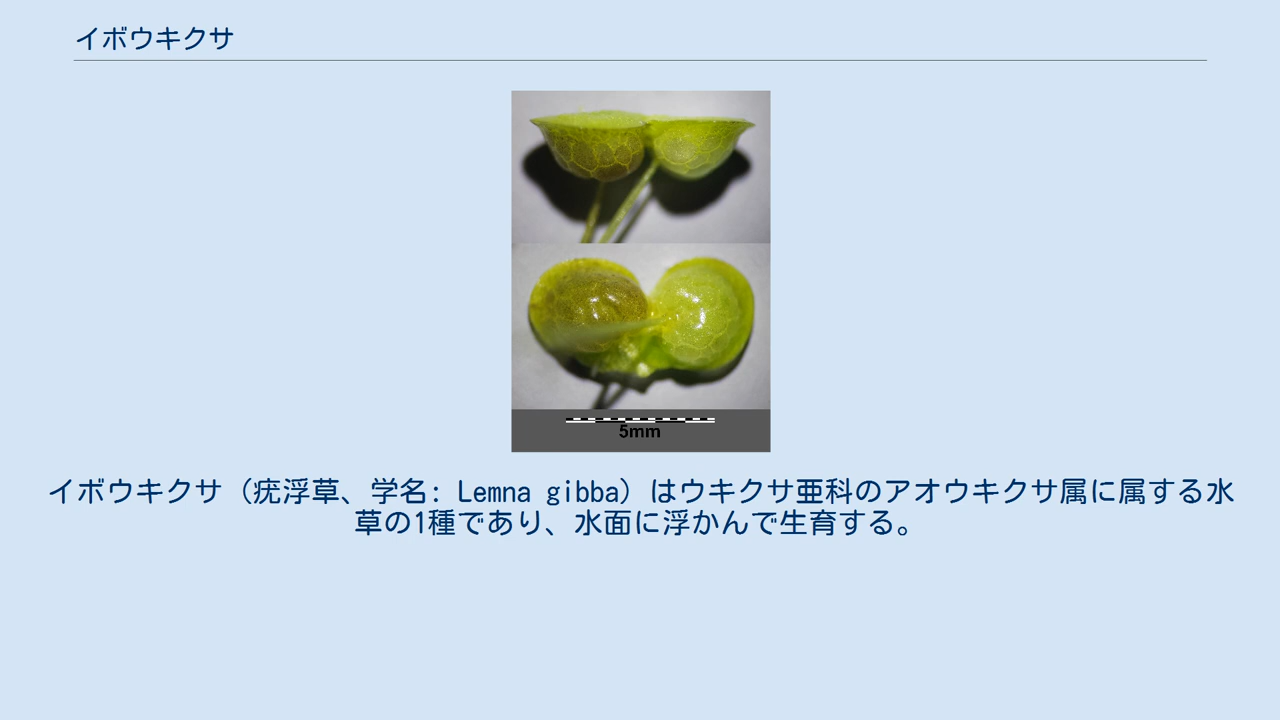 イボウキクサ
5mm
イボウキクサ（疣浮草、学名: Lemna gibba）はウキクサ亜科のアオウキクサ属に属する水
草の1種であり、水面に浮かんで生育する。